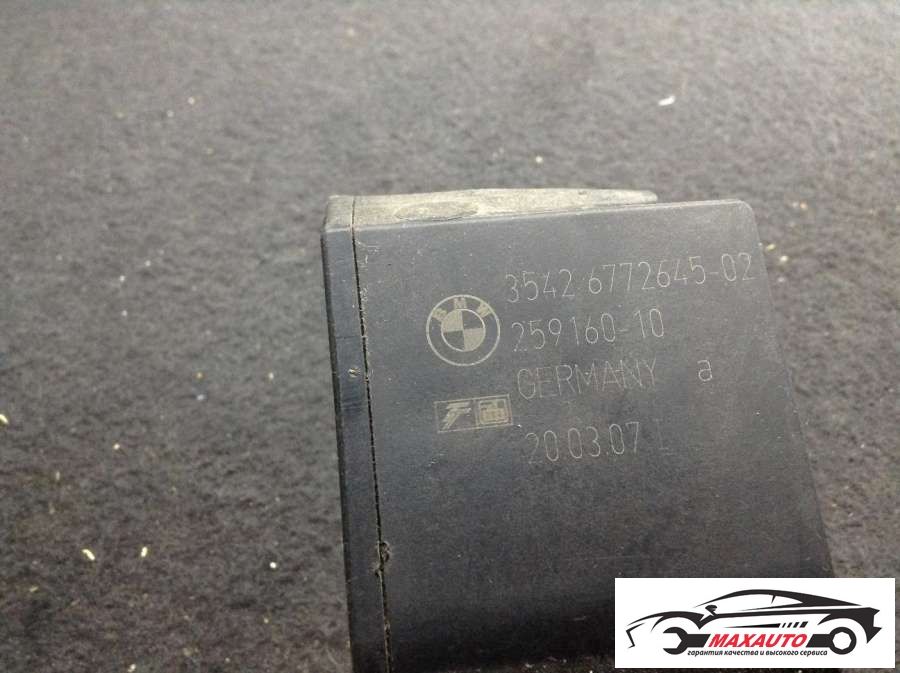 3542 6772645-02
BMW
259160-10
GERMANY a
20.03.07 L
MAXAUTO
гарантия качества и высокого сервиса